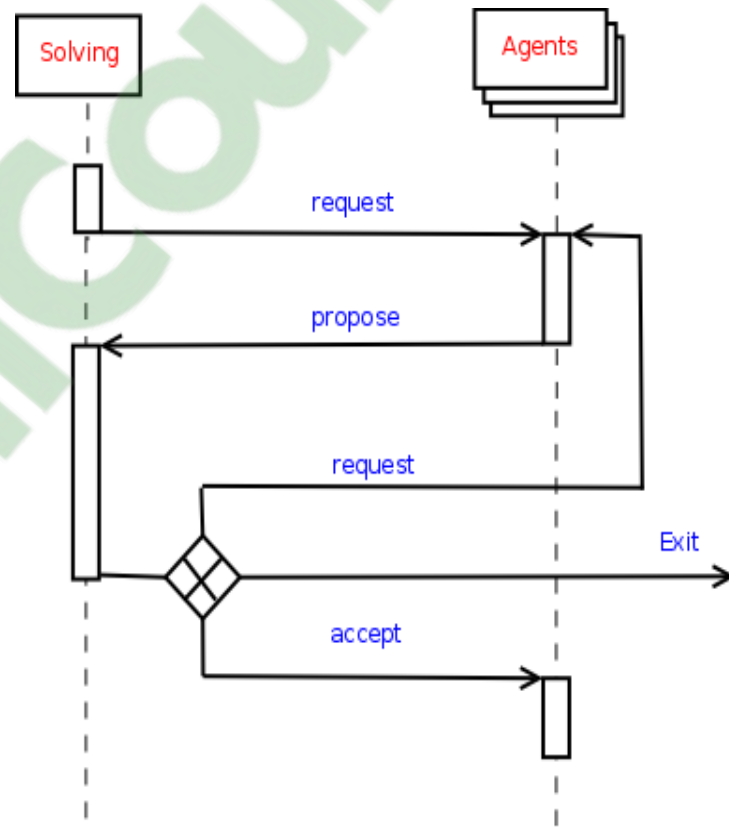 Solving
Agents
request
propose
request
Exit
accept